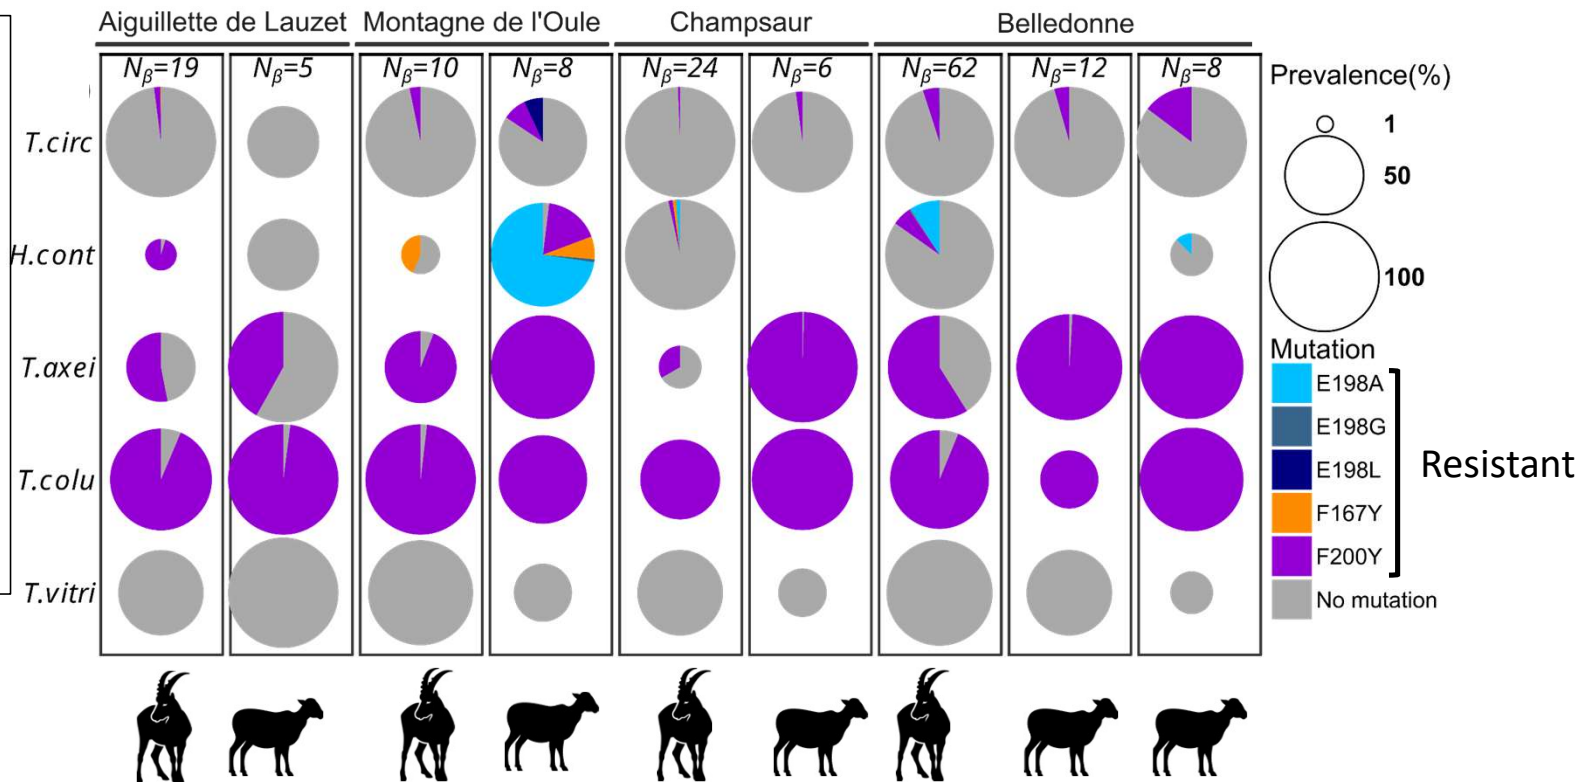 Aiguillette de Lauzet Montagne de l'Oule Champsaur Belledonne
Nβ=19 Nβ=5 Nβ=10 Nβ=8 Nβ=24 Nβ=6 Nβ=62 Nβ=12 Nβ=8
Prevalence(%)
T.circ
1
50
H.cont
100
T.axei
Mutation
E198A
E198G
T.colu
E198L
Resistant
F167Y
F200Y
T.vitri
No mutation